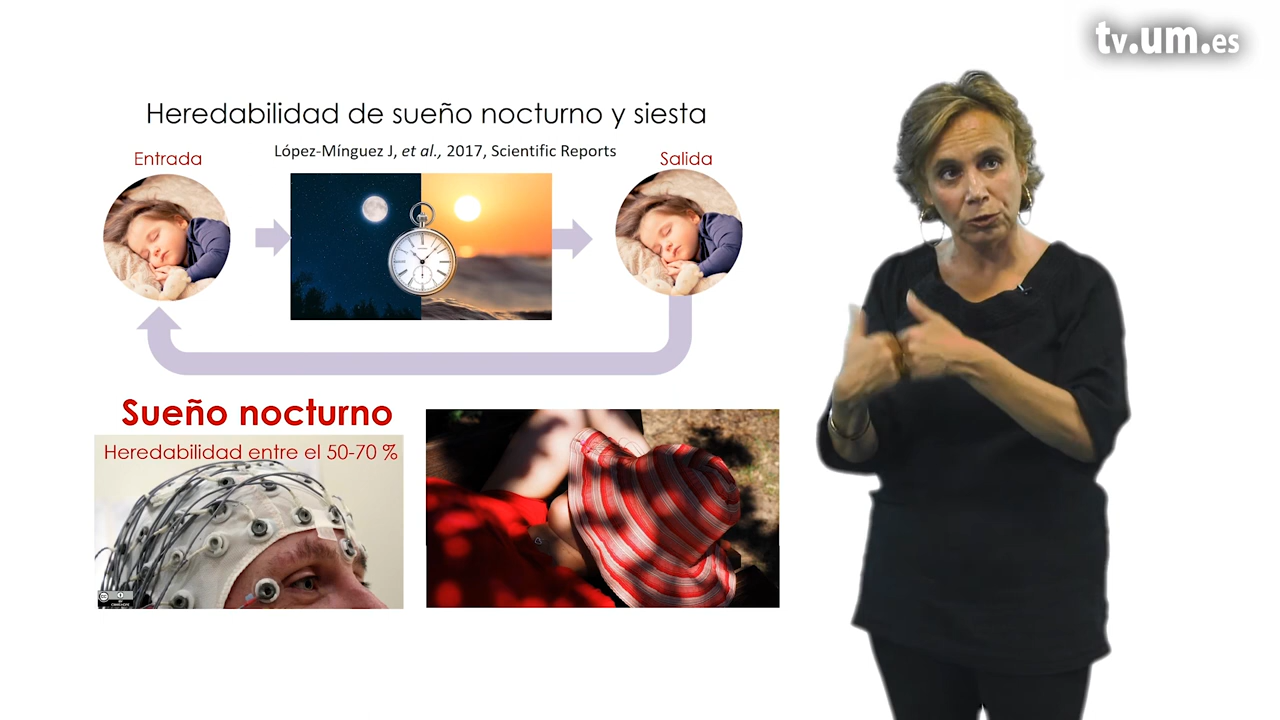 tv.um.es
Heredabilidad de sueño nocturno y siesta
López-Mínguez J, et al., 2017, Scientific Reports
Entrada
Salida
Sueño nocturno
Heredabilidad entre el 50-70 %